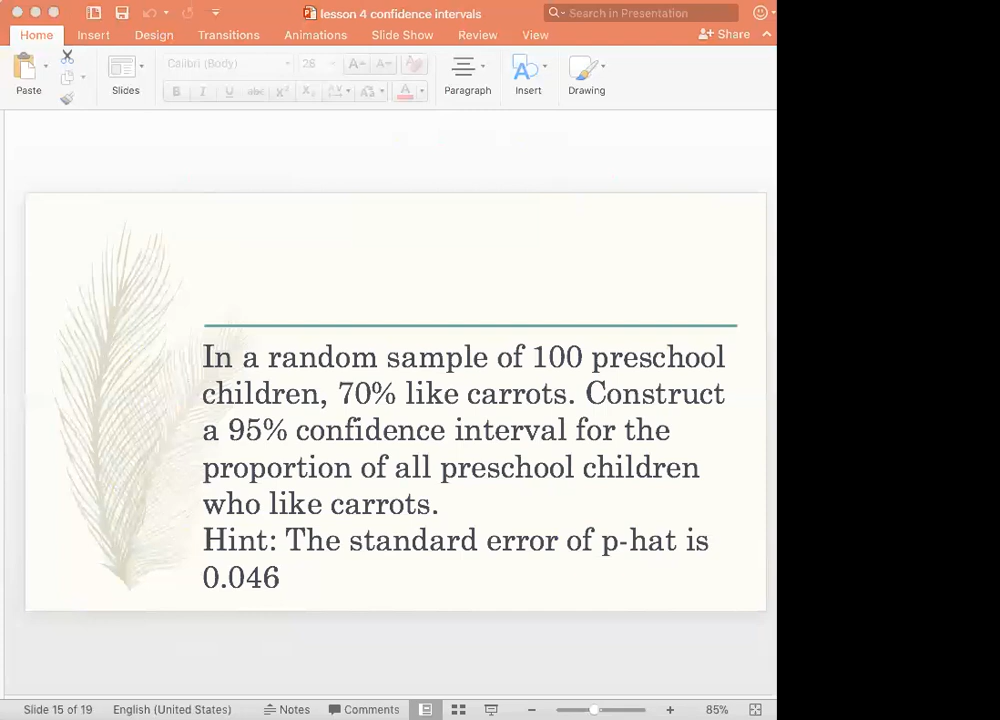 lesson 4 confidence intervals
Search in Presentation
Home Insert Design Transitions Animations Slide Show Review View Share
Calibri (Body) 28
Paste Slides Paragraph Insert Drawing
In a random sample of 100 preschool
children, 70% like carrots. Construct
a 95% confidence interval for the
proportion of all preschool children
who like carrots.
Hint: The standard error of p-hat is
0.046
Slide 15 of 19 English (United States) Notes Comments 85%